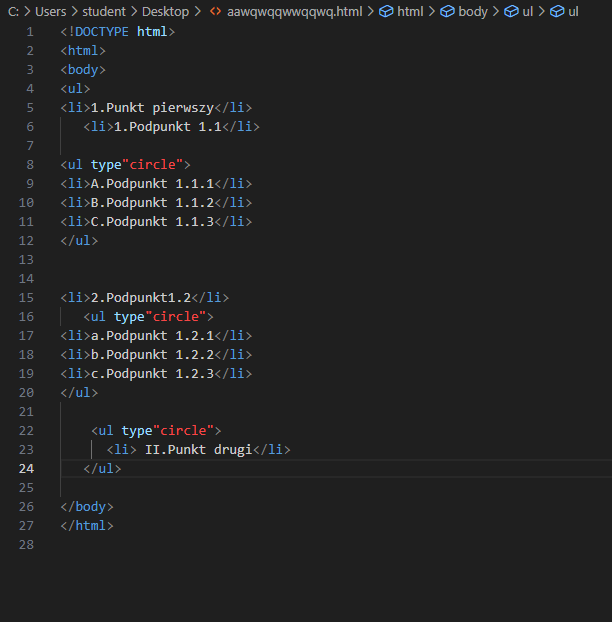 C: > Users > student > Desktop > <> aawqwqqwwqqwq.html > html > body > ul > ul
1 <!DOCTYPE html>
2 <html>
3 <body>
4 <ul>
5 <li>1.Punkt pierwszy</li>
6 <li>1.Podpunkt 1.1</li>
7
8 <ul type"circle">
9 <li>A.Podpunkt 1.1.1</li>
10 <li>B.Podpunkt 1.1.2</li>
11 <li>C.Podpunkt 1.1.3</li>
12 </ul>
13
14
15 <li>2.Podpunkt1.2</li>
16 <ul type"circle">
17 <li>a.Podpunkt 1.2.1</li>
18 <li>b.Podpunkt 1.2.2</li>
19 <li>c.Podpunkt 1.2.3</li>
20 </ul>
21
22 <ul type"circle">
23 <li> II.Punkt drugi</li>
24 </ul>
25
26 </body>
27 </html>
28